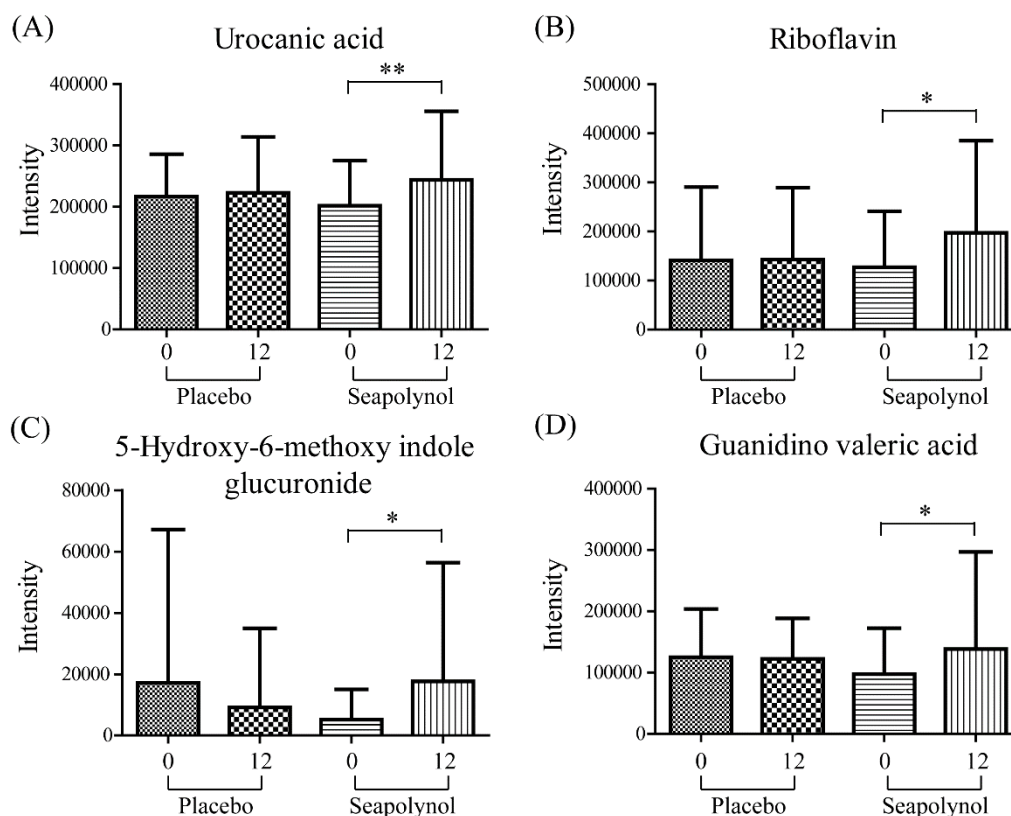 (A)
Urocanic acid
**
400000
300000
200000
100000
0
Intensity
0 12 0 12
Placebo Seapolynol
(B)
Riboflavin
*
500000
400000
300000
200000
100000
0
Intensity
0 12 0 12
Placebo Seapolynol
(C)
5-Hydroxy-6-methoxy indole
glucuronide
*
80000
60000
40000
20000
0
Intensity
0 12 0 12
Placebo Seapolynol
(D)
Guanidino valeric acid
*
400000
300000
200000
100000
0
Intensity
0 12 0 12
Placebo Seapolynol